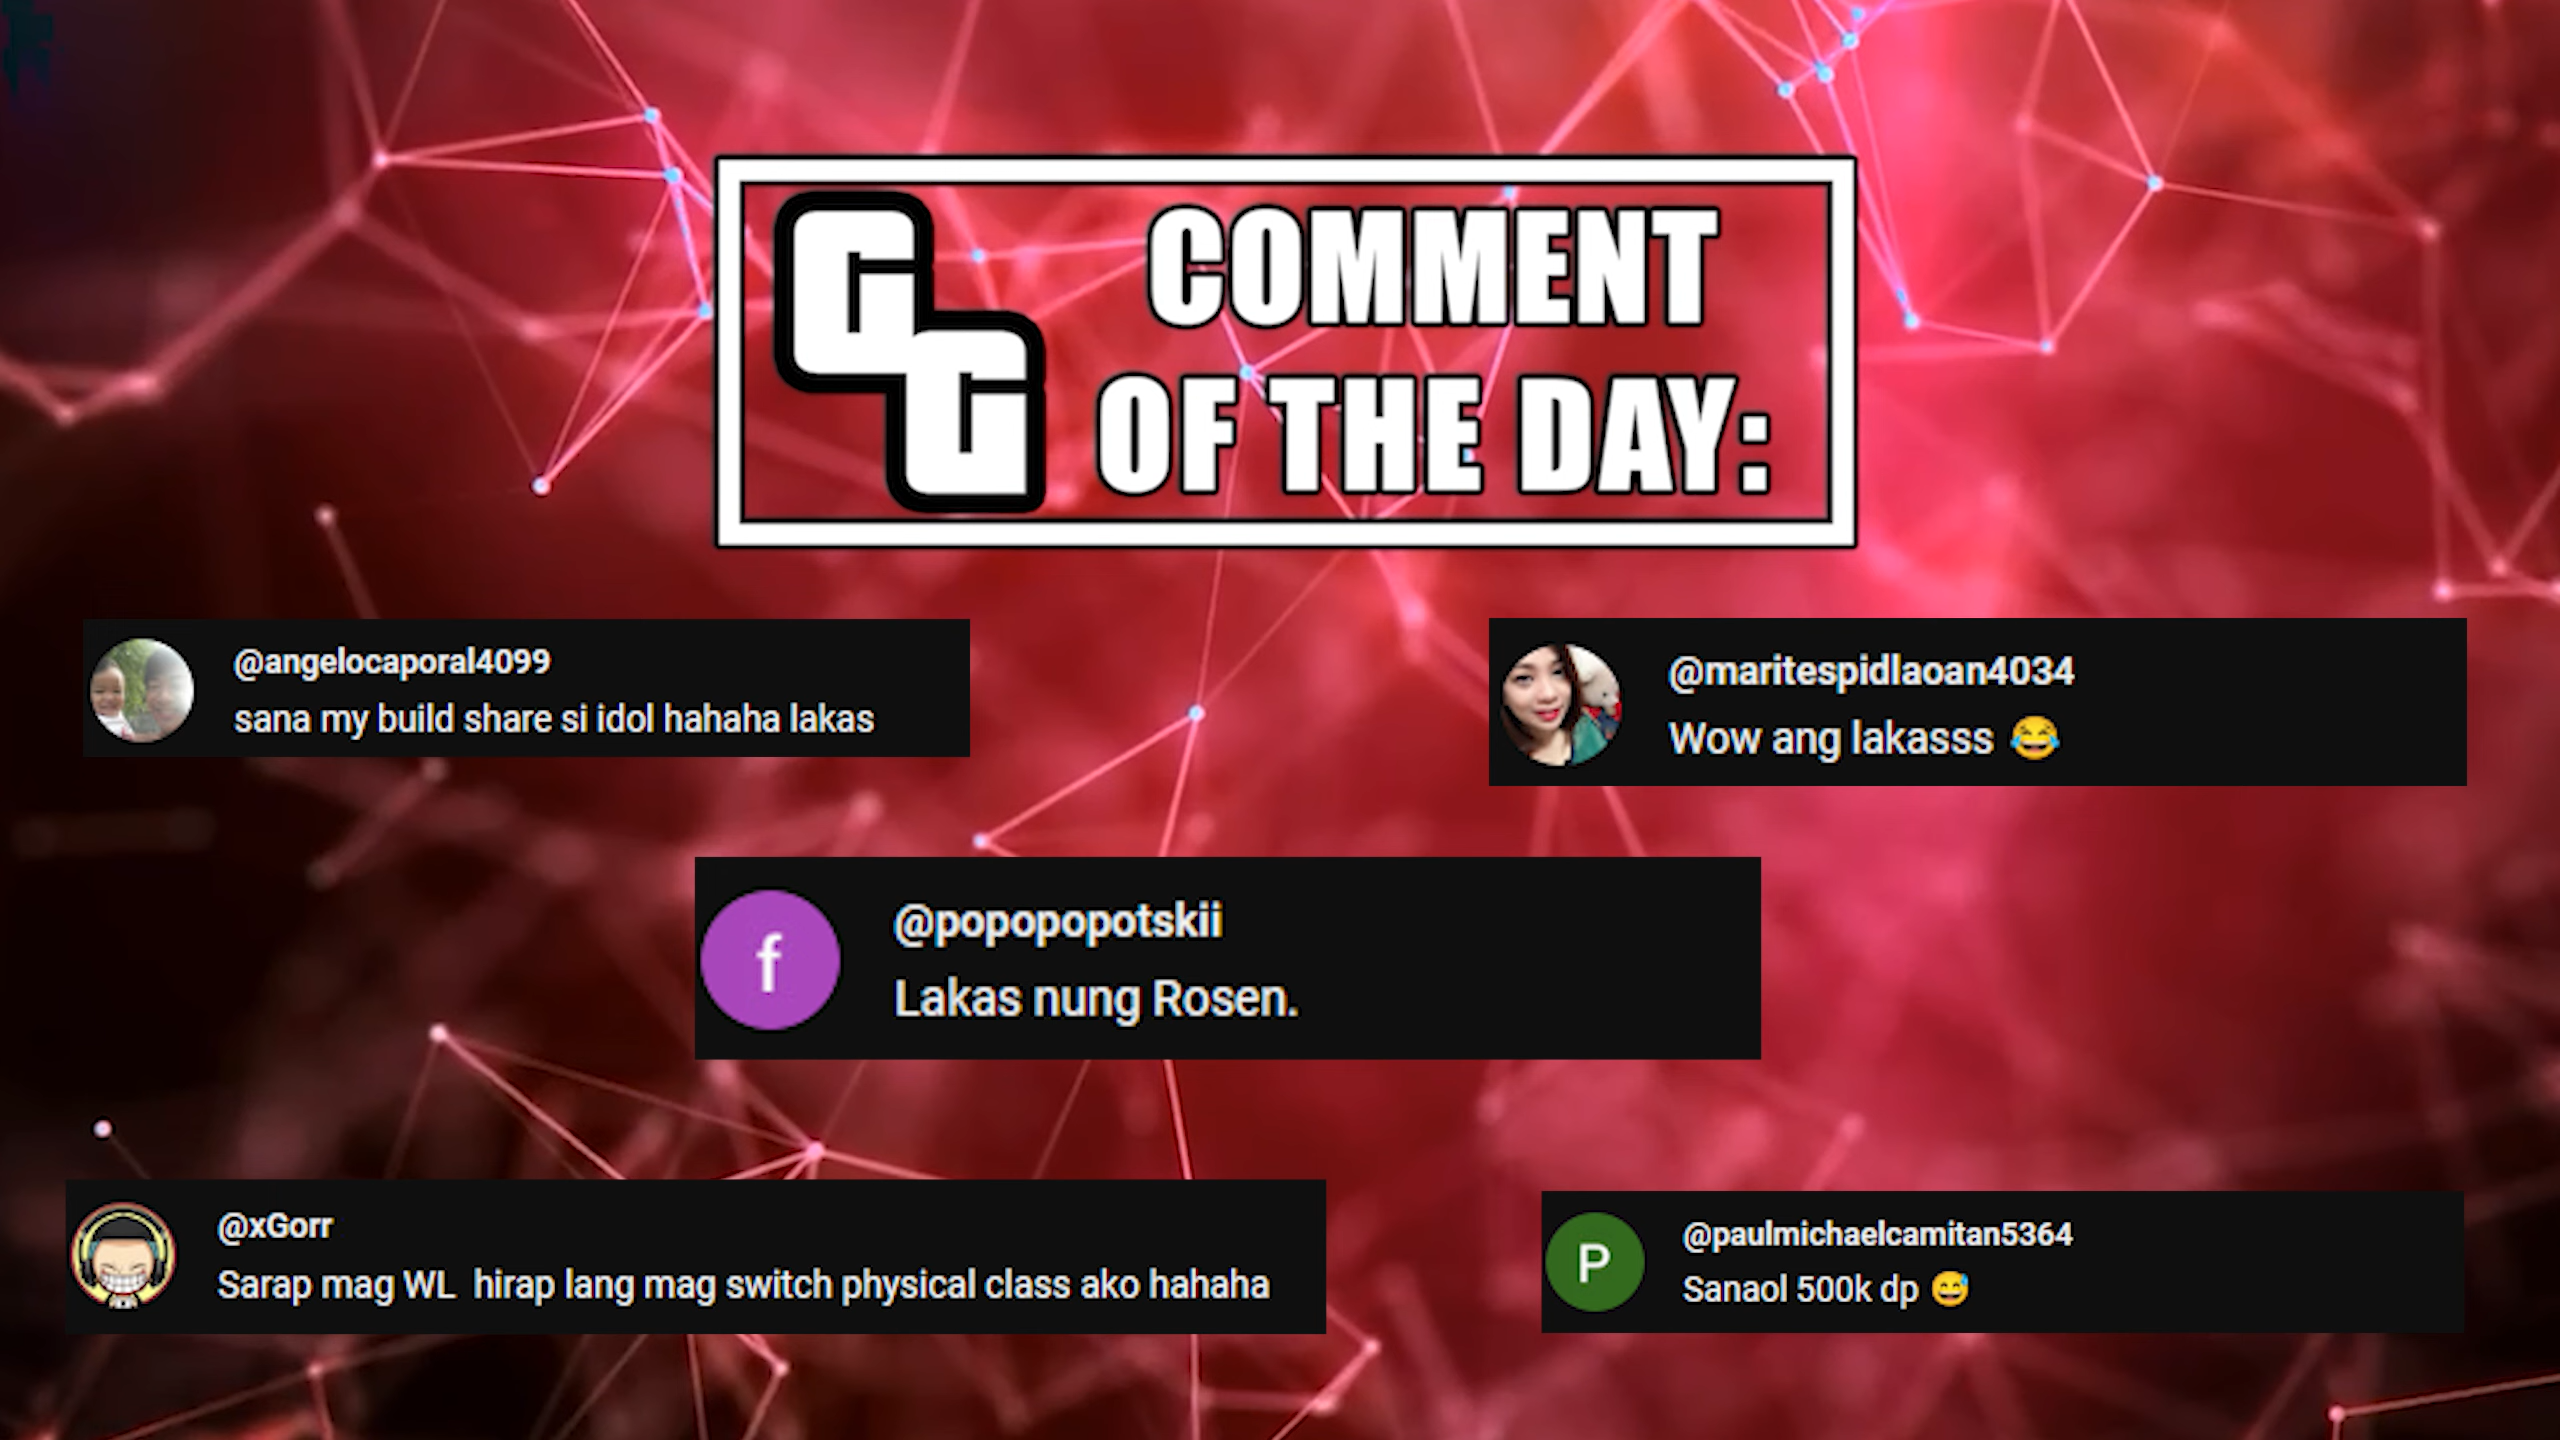 GG
COMMENT
OF THE DAY:
@angelocaporal4099
sana my build share si idol hahaha lakas
@maritespidlaoan4034
Wow ang lakasss 😂
f
@popopopotskii
Lakas nung Rosen.
@xGorr
Sarap mag WL  hirap lang mag switch physical class ako hahaha
P
@paulmichaelcamitan5364
Sanaol 500k dp 😅